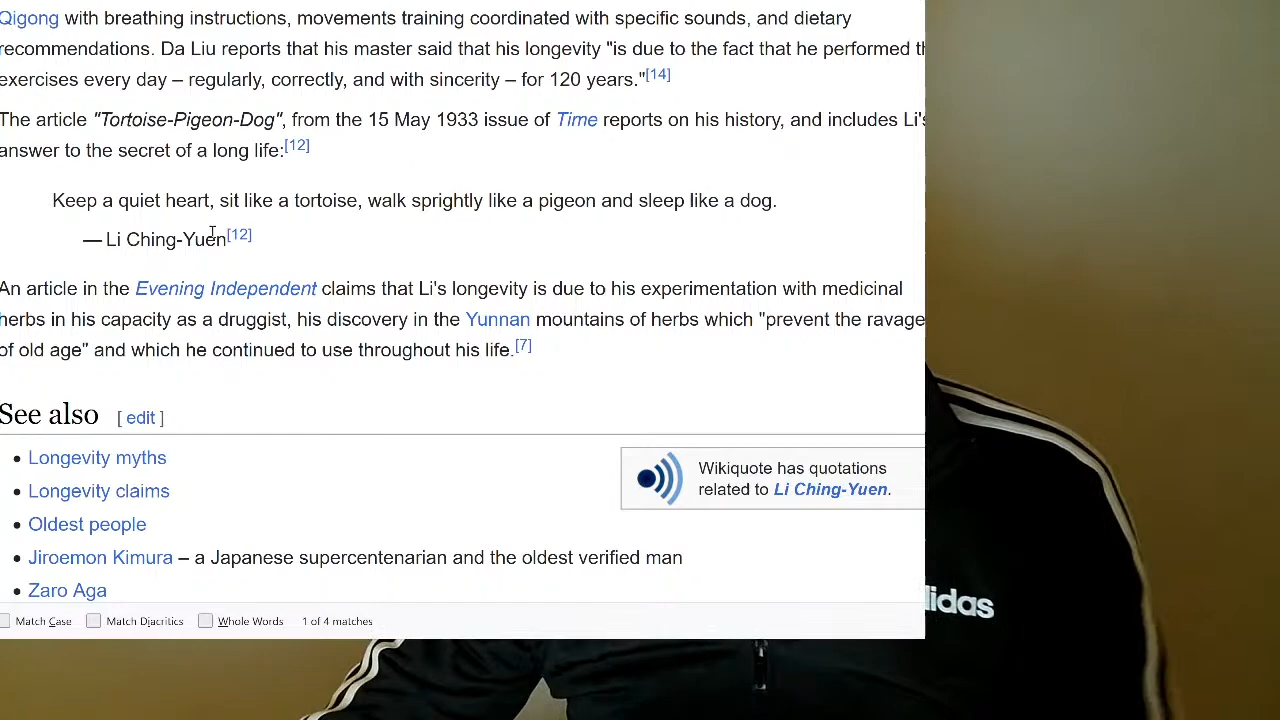 Qigong with breathing instructions, movements training coordinated with specific sounds, and dietary
recommendations. Da Liu reports that his master said that his longevity "is due to the fact that he performed th
exercises every day – regularly, correctly, and with sincerity – for 120 years."[14]
The article "Tortoise-Pigeon-Dog", from the 15 May 1933 issue of Time reports on his history, and includes Li's
answer to the secret of a long life:[12]
Keep a quiet heart, sit like a tortoise, walk sprightly like a pigeon and sleep like a dog.
— Li Ching-Yuen[12]
An article in the Evening Independent claims that Li's longevity is due to his experimentation with medicinal
herbs in his capacity as a druggist, his discovery in the Yunnan mountains of herbs which "prevent the ravage
of old age" and which he continued to use throughout his life.[7]
See also [ edit ]
• Longevity myths
• Longevity claims
• Oldest people
• Jiroemon Kimura – a Japanese supercentenarian and the oldest verified man
• Zaro Aga
Wikiquote has quotations
related to Li Ching-Yuen.
Match Case Match Diacritics Whole Words 1 of 4 matches
didas